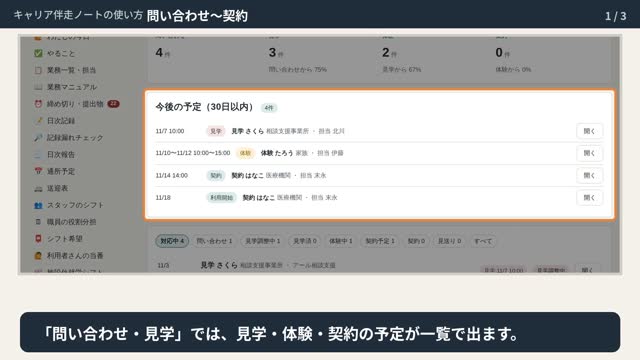 キャリア伴走ノートの使い方 問い合わせ〜契約 1 / 3
4 件 3 件 2 件 0 件
問い合わせから 75% 見学から 67% 体験から 0%
やること
業務一覧・担当
業務マニュアル
締め切り・提出物 22
日次記録
記録漏れチェック
日次報告
通所予定
送迎表
スタッフのシフト
職員の役割分担
シフト希望
利用者さんの当番
今後の予定（30日以内） 4件
11/7 10:00 見学 見学 さくら 相談支援事業所 ・ 担当 北川 開く
11/10〜11/12 10:00〜15:00 体験 体験 たろう 家族 ・ 担当 伊藤 開く
11/14 14:00 契約 契約 はなこ 医療機関 ・ 担当 末永 開く
11/18 利用開始 契約 はなこ 医療機関 ・ 担当 末永 開く
対応中 4 問い合わせ 1 見学調整中 1 見学済 0 体験中 1 契約予定 1 契約 0 見送り 0 すべて
11/3 見学 さくら 相談支援事業所 ・ アール相談支援 見学 11/7 10:00 見学調整中 開く
「問い合わせ・見学」では、見学・体験・契約の予定が一覧で出ます。